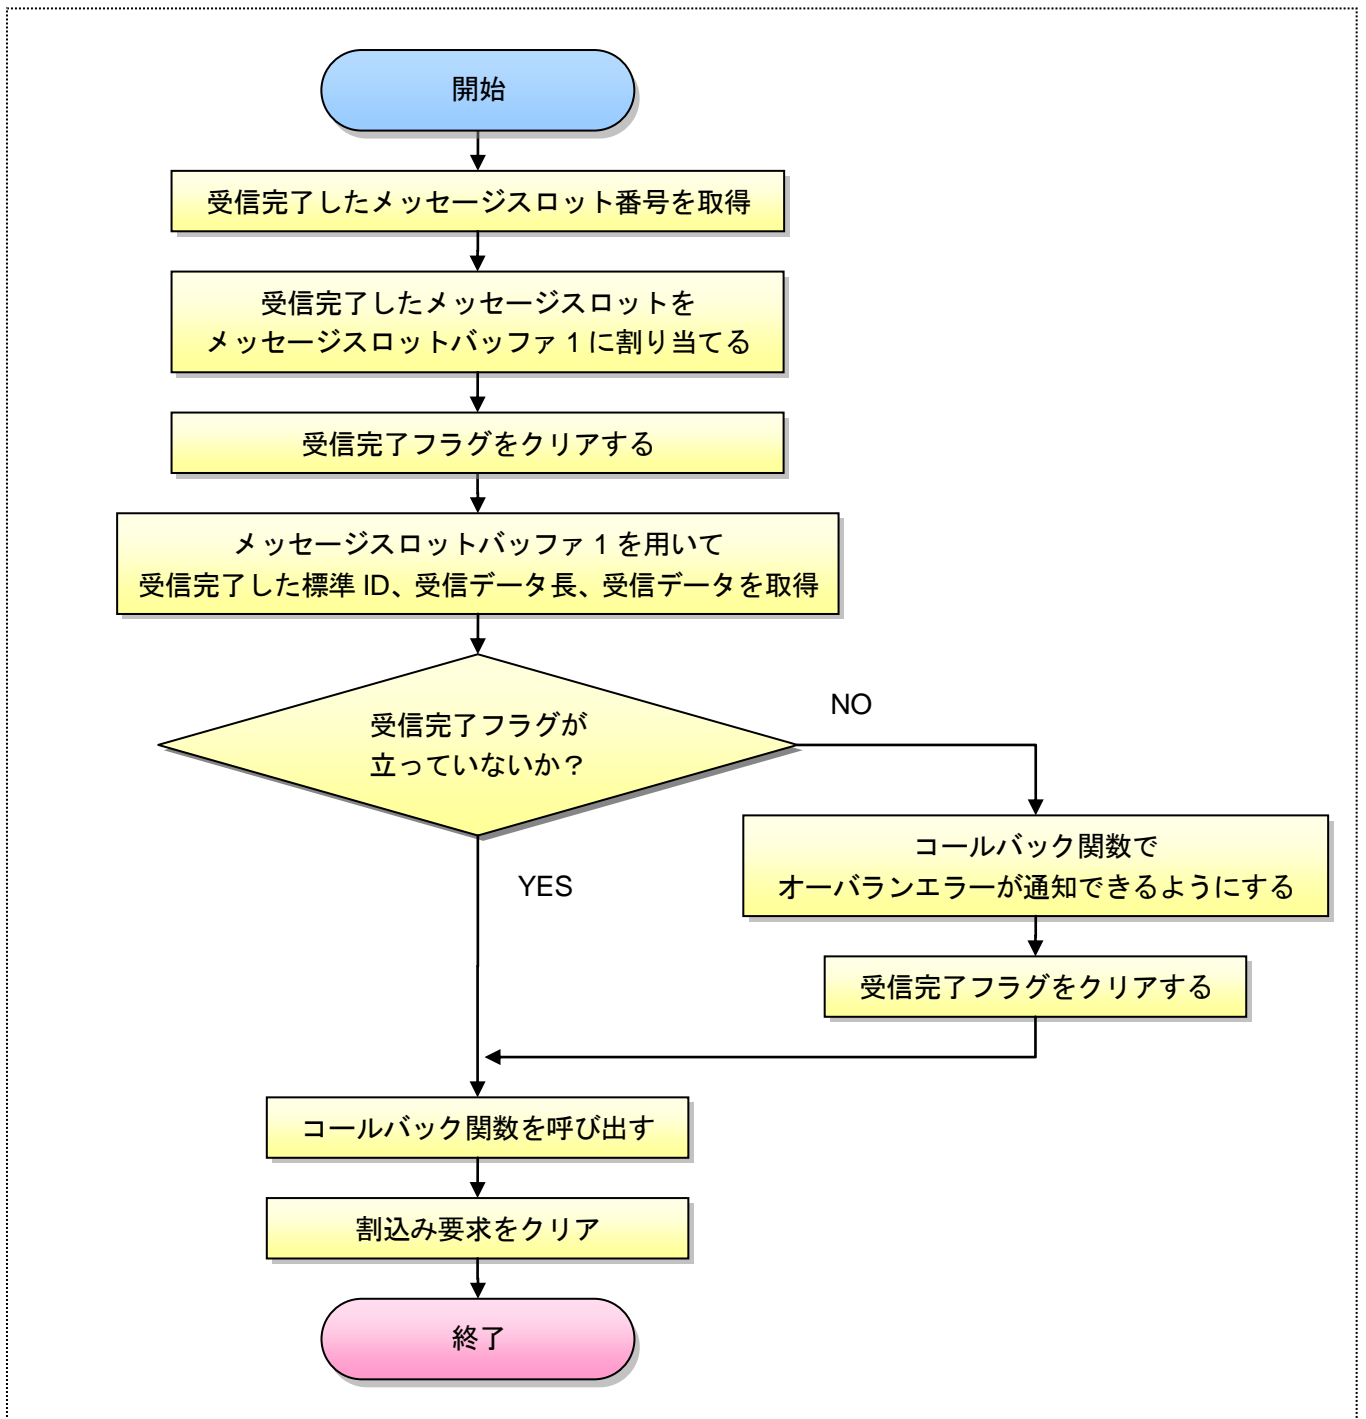 開始
受信完了したメッセージスロット番号を取得
受信完了したメッセージスロットを
メッセージスロットバッファ 1 に割り当てる
受信完了フラグをクリアする
メッセージスロットバッファ 1 を用いて
受信完了した標準 ID、受信データ長、受信データを取得
受信完了フラグが
立っていないか?
NO
YES
コールバック関数で
オーバランエラーが通知できるようにする
受信完了フラグをクリアする
コールバック関数を呼び出す
割込み要求をクリア
終了